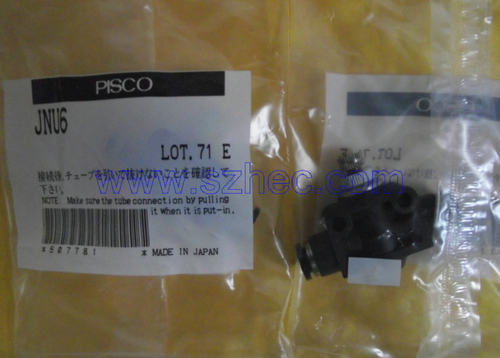 PISCO
JNU6
LOT. 71 E
接続後、チューブを引いて抜けないことを確認して
下さい。
NOTE: Make sure the tube connection by pulling
it when it is put-in.
*507781
* MADE IN JAPAN
www.szhec.com